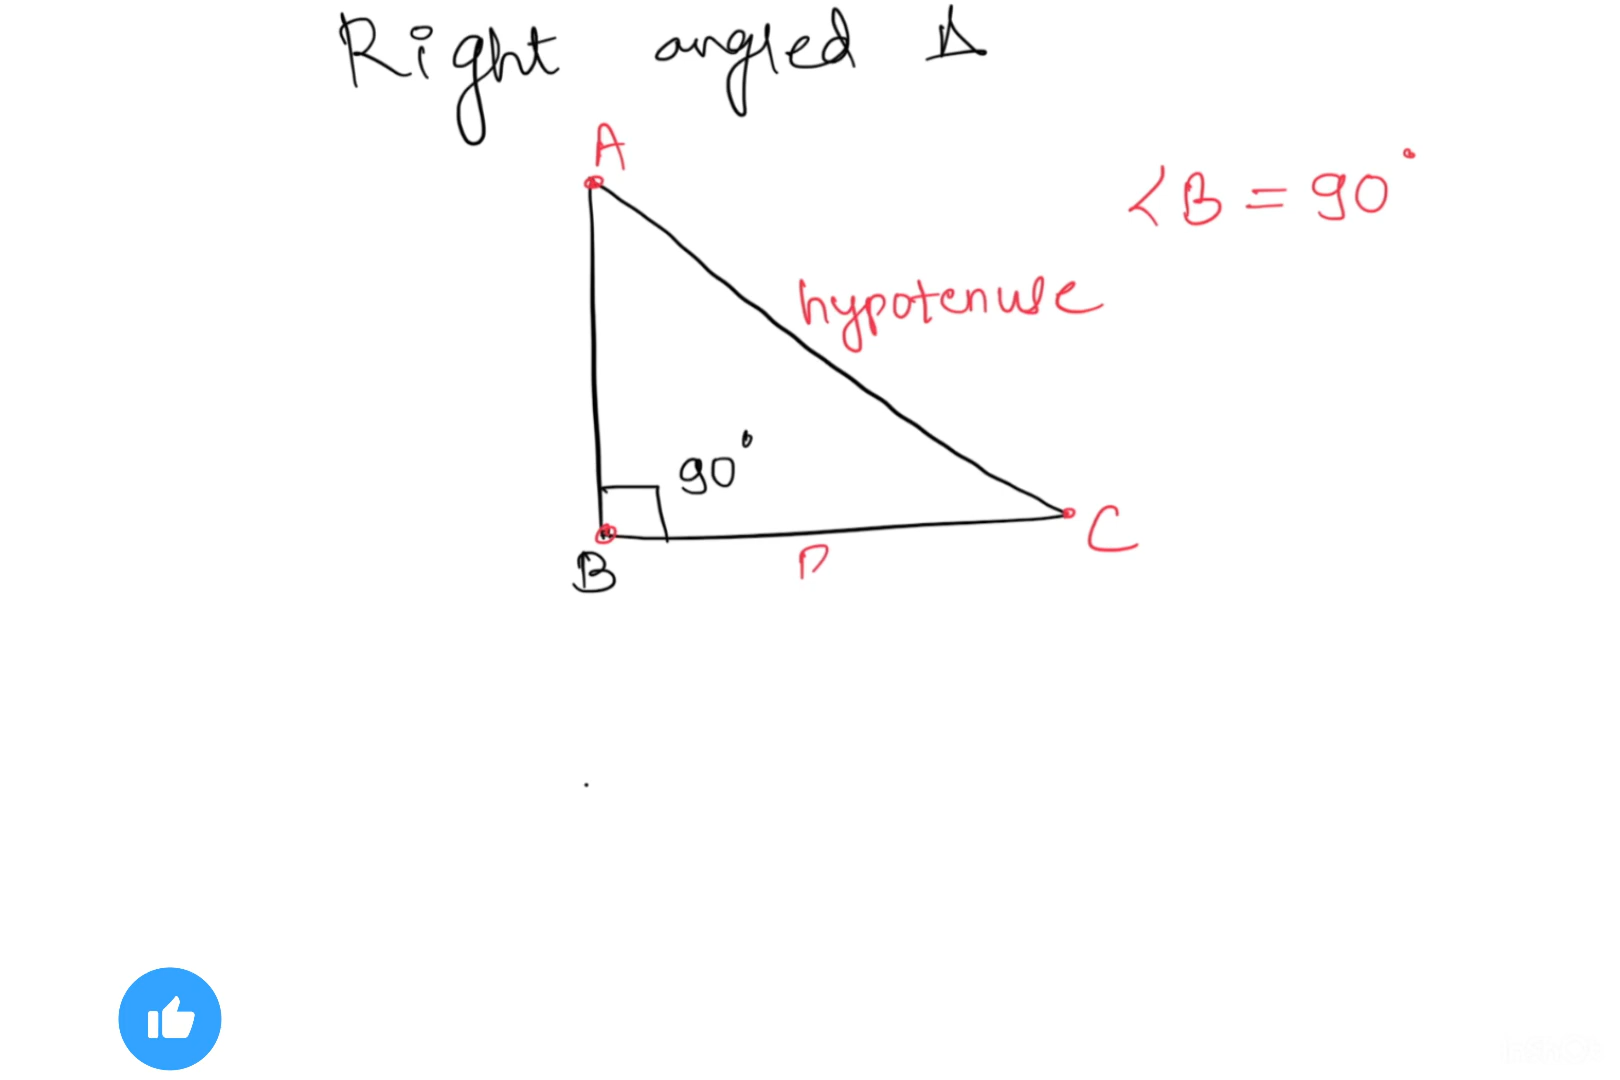 Right angled Δ
A
<B = 90°
hypotenuse
90°
C
B